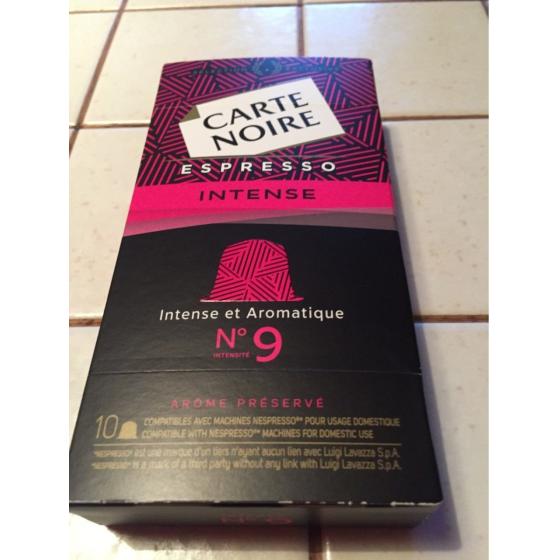 CARTE
NOIRE
ESPRESSO
INTENSE
Intense et Aromatique
N° 9
INTENSITÉ
ARÔME PRÉSERVÉ
10
COMPATIBLES AVEC MACHINES NESPRESSO®* POUR USAGE DOMESTIQUE
COMPATIBLE WITH NESPRESSO®* MACHINES FOR DOMESTIC USE
*NESPRESSO® est une marque d'un tiers n'ayant aucun lien avec Luigi Lavazza S.p.A.
*NESPRESSO® is a mark of a third party without any link with Luigi Lavazza S.p.A.
N° 9